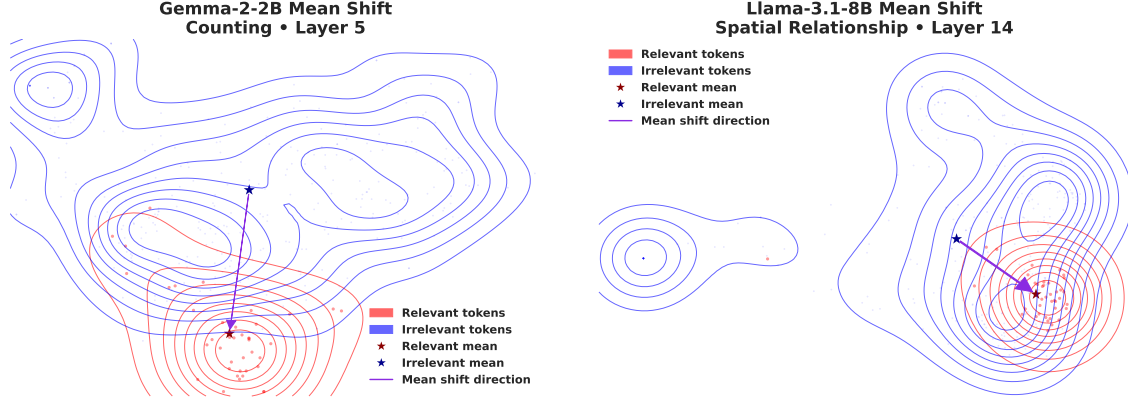 Gemma-2-2B Mean Shift
Counting • Layer 5
Relevant tokens
Irrelevant tokens
Relevant mean
Irrelevant mean
Mean shift direction
Llama-3.1-8B Mean Shift
Spatial Relationship • Layer 14
Relevant tokens
Irrelevant tokens
Relevant mean
Irrelevant mean
Mean shift direction